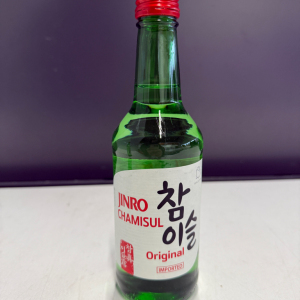 JINRO
CHAMISUL
참
이슬
Original
IMPORTED